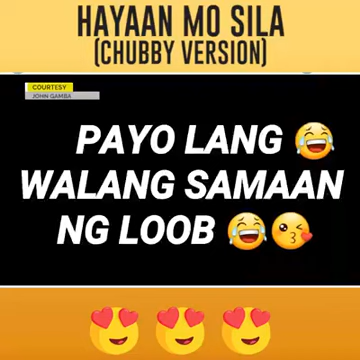 HAYAAN MO SILA
(CHUBBY VERSION)
COURTESY
JOHN GAMBA
PAYO LANG 😂
WALANG SAMAAN
NG LOOB 😂😘
😍 😍 😍